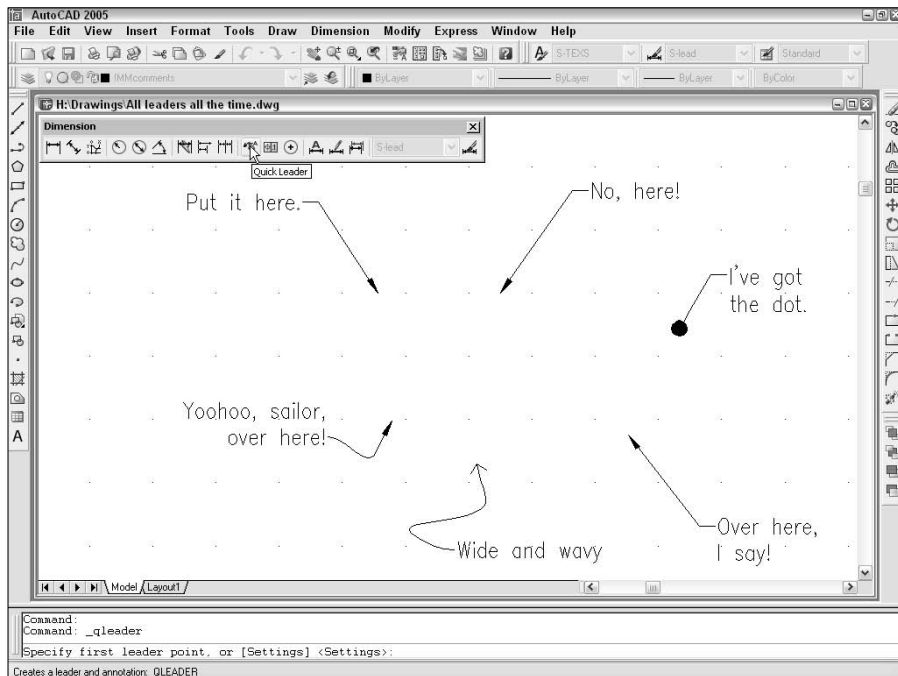 AutoCAD 2005
File Edit View Insert Format Tools Draw Dimension Modify Express Window Help
S-TEXS S-lead Standard
IMMcomments ByLayer ByLayer ByLayer ByColor
H:\Drawings\All leaders all the time.dwg
Dimension
S-lead
Quick Leader
Put it here.
No, here!
I've got
the dot.
Yoohoo, sailor,
over here!
Wide and wavy
Over here,
I say!
Model Layout1
Command:
Command: _qleader
Specify first leader point, or [Settings] <Settings>:
Creates a leader and annotation: QLEADER
A